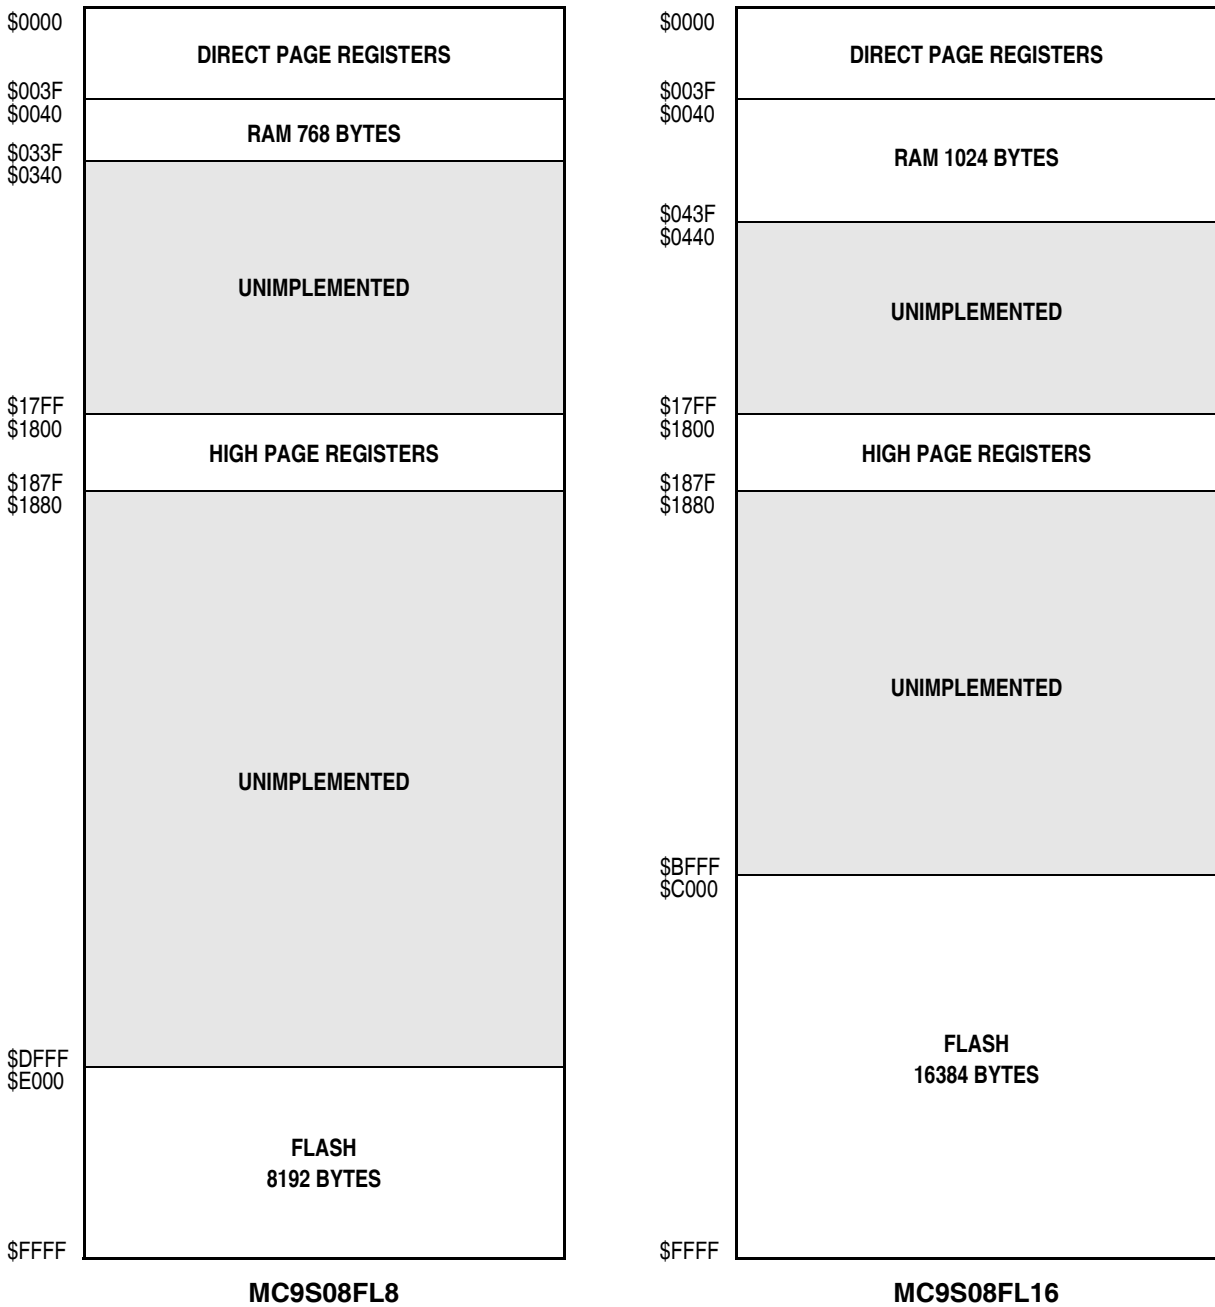 $0000
DIRECT PAGE REGISTERS
$003F
$0040
RAM 768 BYTES
$033F
$0340
UNIMPLEMENTED
$17FF
$1800
HIGH PAGE REGISTERS
$187F
$1880
UNIMPLEMENTED
$DFFF
$E000
FLASH
8192 BYTES
$FFFF
MC9S08FL8
$0000
DIRECT PAGE REGISTERS
$003F
$0040
RAM 1024 BYTES
$043F
$0440
UNIMPLEMENTED
$17FF
$1800
HIGH PAGE REGISTERS
$187F
$1880
UNIMPLEMENTED
$BFFF
$C000
FLASH
16384 BYTES
$FFFF
MC9S08FL16